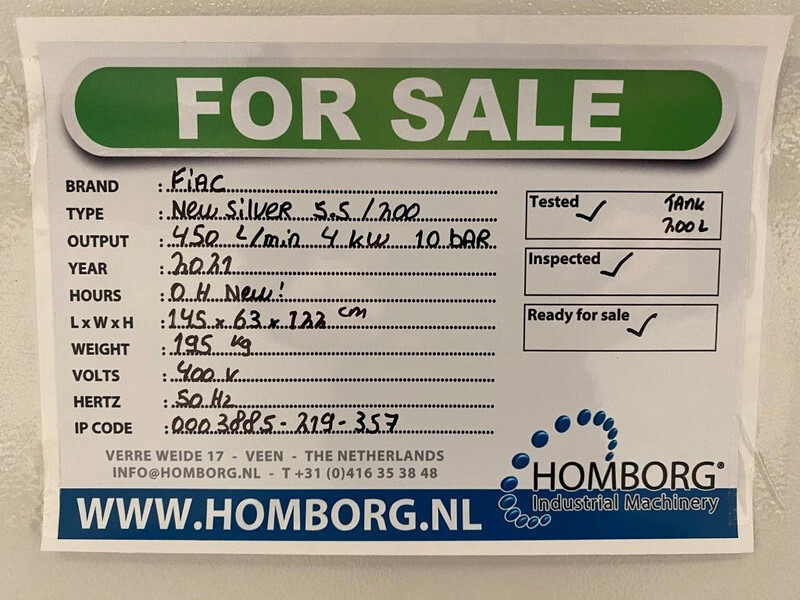 FOR SALE
BRAND : FiAC
TYPE : New Silver 5.5 / 200
OUTPUT : 450 L/min 4 kW 10 bAR
YEAR : 2021
HOURS : 0 H New!
L x W x H : 145 x 63 x 122 cm
WEIGHT : 195 kg
VOLTS : 400 V
HERTZ : 50 Hz
IP CODE : 0003885-219-357
Tested ✓ TANK
200 L
Inspected ✓
Ready for sale ✓
VERRE WEIDE 17 - VEEN - THE NETHERLANDS
INFO@HOMBORG.NL - T +31 (0)416 35 38 48
WWW.HOMBORG.NL
HOMBORG®
Industrial Machinery